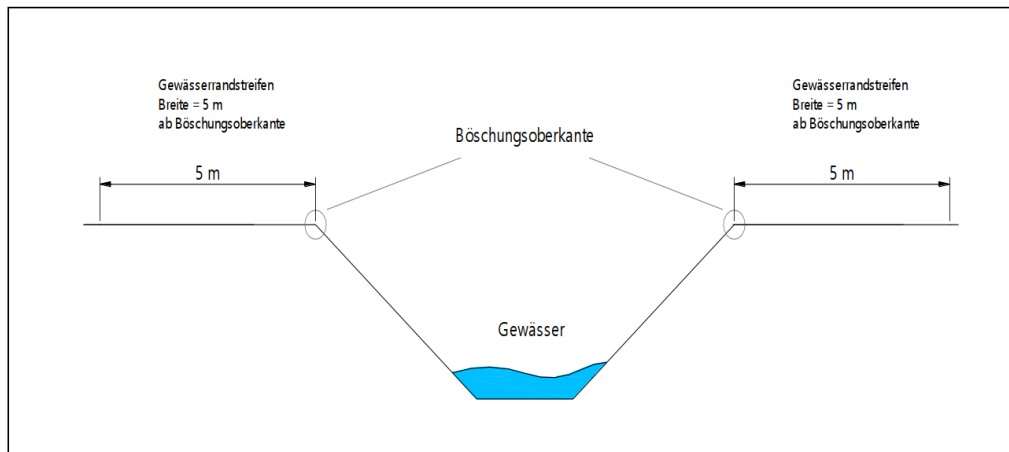 Gewässerrandstreifen
Breite = 5 m
ab Böschungsoberkante
Gewässerrandstreifen
Breite = 5 m
ab Böschungsoberkante
Böschungsoberkante
5 m
5 m
Gewässer